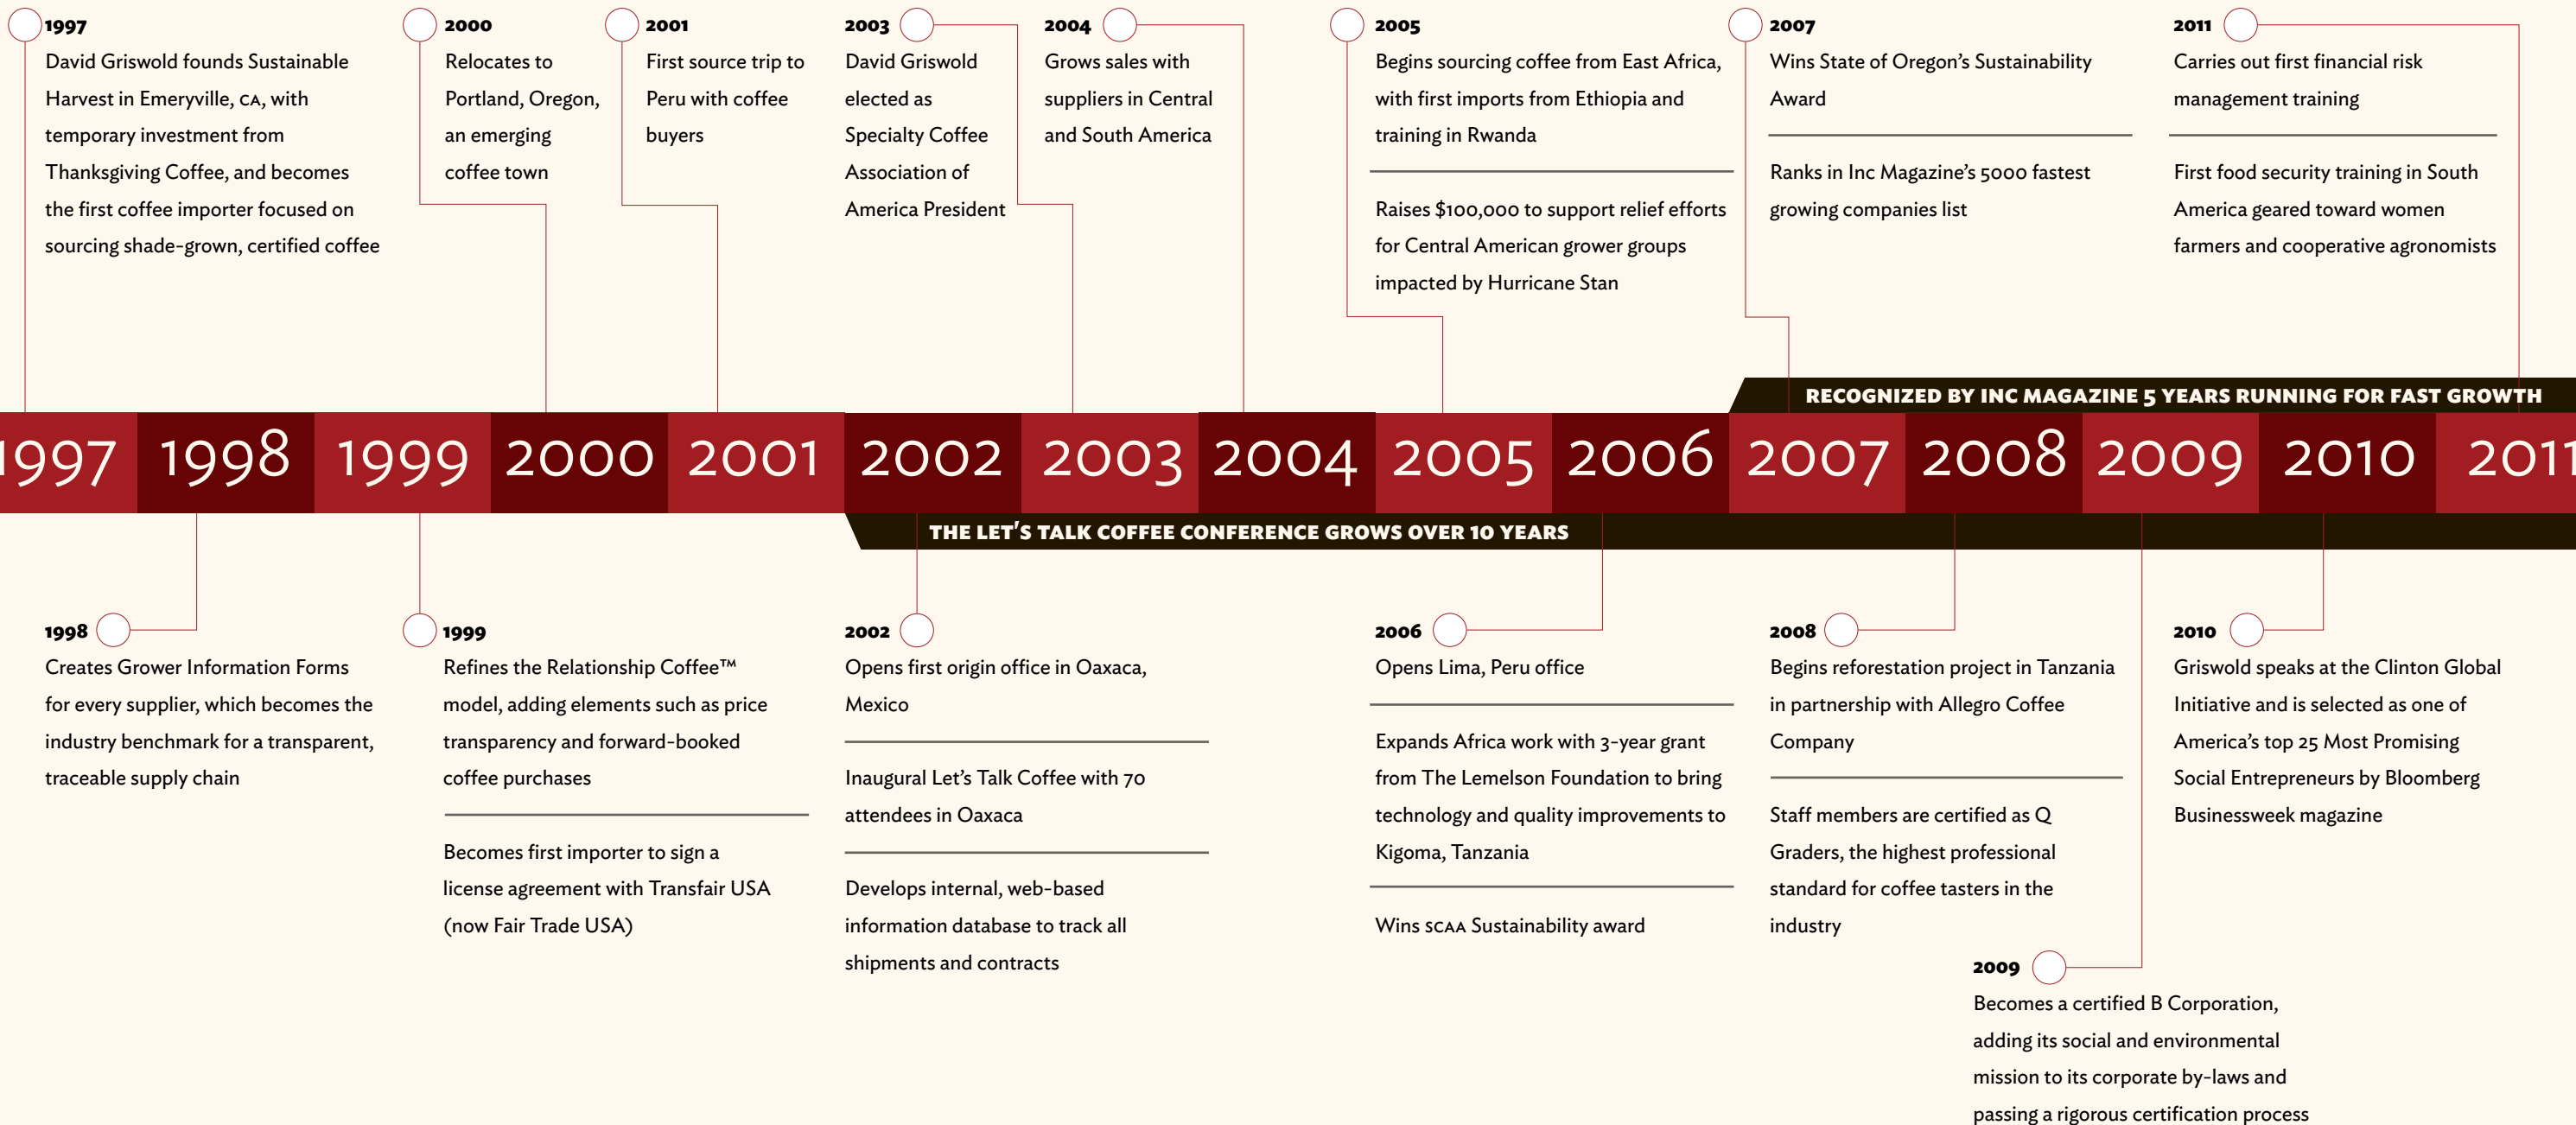 1997
David Griswold founds Sustainable
Harvest in Emeryville, CA, with
temporary investment from
Thanksgiving Coffee, and becomes
the first coffee importer focused on
sourcing shade-grown, certified coffee
2000
Relocates to
Portland, Oregon,
an emerging
coffee town
2001
First source trip to
Peru with coffee
buyers
2003
David Griswold
elected as
Specialty Coffee
Association of
America President
2004
Grows sales with
suppliers in Central
and South America
2005
Begins sourcing coffee from East Africa,
with first imports from Ethiopia and
training in Rwanda
Raises $100,000 to support relief efforts
for Central American grower groups
impacted by Hurricane Stan
2007
Wins State of Oregon’s Sustainability
Award
Ranks in Inc Magazine’s 5000 fastest
growing companies list
2011
Carries out first financial risk
management training
First food security training in South
America geared toward women
farmers and cooperative agronomists
RECOGNIZED BY INC MAGAZINE 5 YEARS RUNNING FOR FAST GROWTH
1997 1998 1999 2000 2001 2002 2003 2004 2005 2006 2007 2008 2009 2010 2011
THE LET’S TALK COFFEE CONFERENCE GROWS OVER 10 YEARS
1998
Creates Grower Information Forms
for every supplier, which becomes the
industry benchmark for a transparent,
traceable supply chain
1999
Refines the Relationship Coffee™
model, adding elements such as price
transparency and forward-booked
coffee purchases
Becomes first importer to sign a
license agreement with Transfair USA
(now Fair Trade USA)
2002
Opens first origin office in Oaxaca,
Mexico
Inaugural Let’s Talk Coffee with 70
attendees in Oaxaca
Develops internal, web-based
information database to track all
shipments and contracts
2006
Opens Lima, Peru office
Expands Africa work with 3-year grant
from The Lemelson Foundation to bring
technology and quality improvements to
Kigoma, Tanzania
Wins SCAA Sustainability award
2008
Begins reforestation project in Tanzania
in partnership with Allegro Coffee
Company
Staff members are certified as Q
Graders, the highest professional
standard for coffee tasters in the
industry
2009
Becomes a certified B Corporation,
adding its social and environmental
mission to its corporate by-laws and
passing a rigorous certification process
2010
Griswold speaks at the Clinton Global
Initiative and is selected as one of
America’s top 25 Most Promising
Social Entrepreneurs by Bloomberg
Businessweek magazine